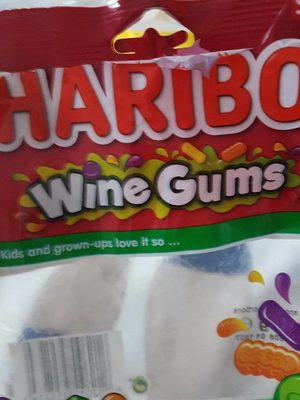 HARIBO
Wine Gums
Kids and grown-ups love it so ...